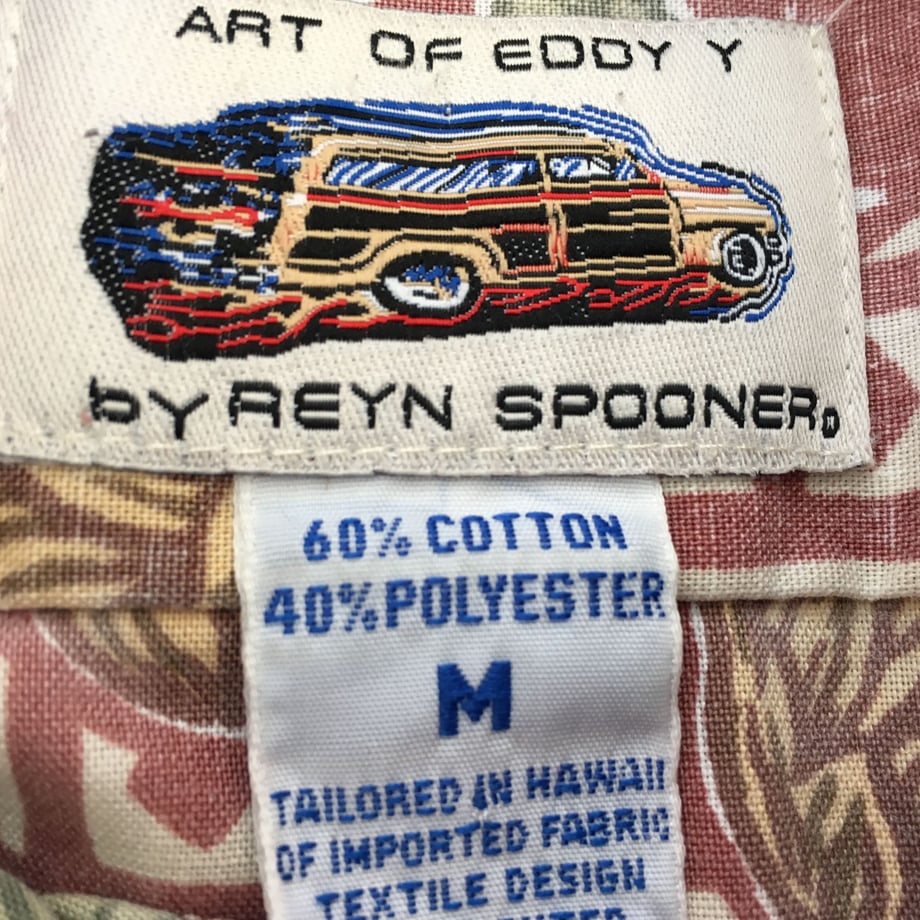 ART OF EDDY Y
by REYN SPOONER
60% COTTON
40% POLYESTER
M
TAILORED IN HAWAII
OF IMPORTED FABRIC
TEXTILE DESIGN